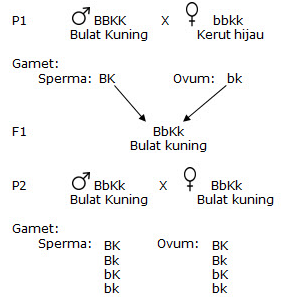 P1 ♂ BBKK X ♀ bbkk
Bulat Kuning Kerut hijau
Gamet:
Sperma: BK Ovum: bk
F1 BbKk
Bulat kuning
P2 ♂ BbKk X ♀ BbKk
Bulat Kuning Bulat kuning
Gamet:
Sperma: BK Ovum: BK
Bk Bk
bK bK
bk bk